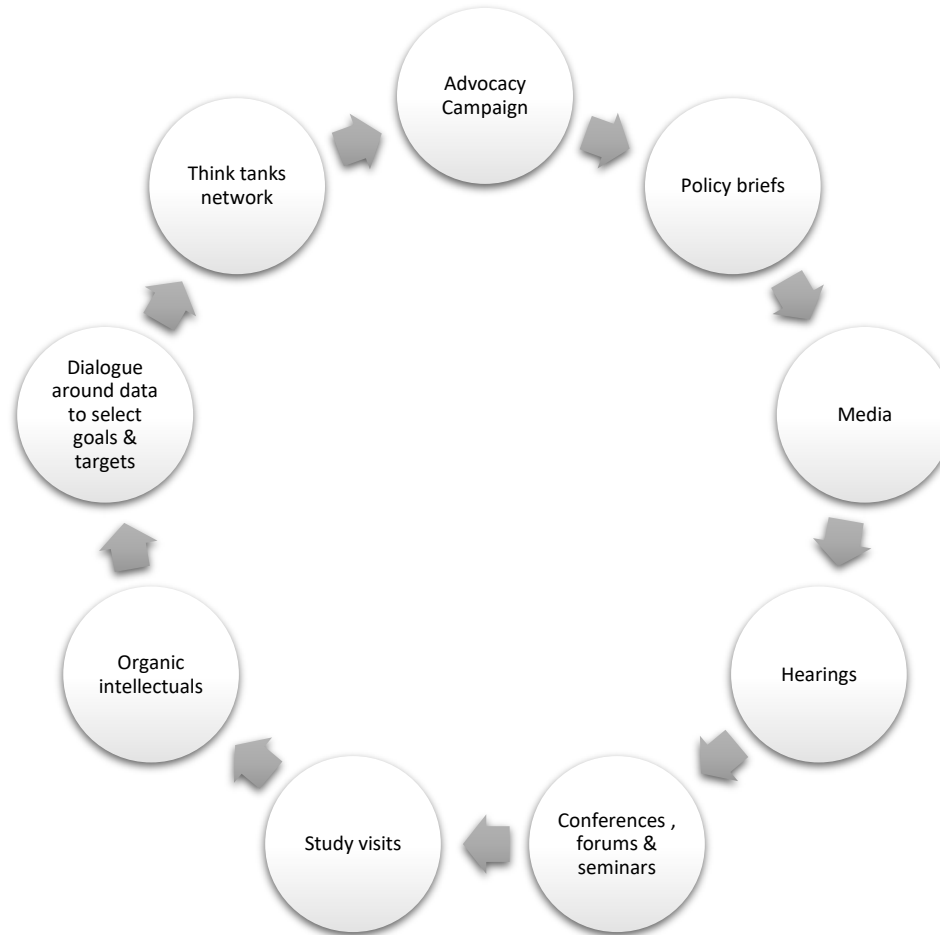 Advocacy
Campaign
Policy briefs
Media
Hearings
Conferences ,
forums &
seminars
Study visits
Organic
intellectuals
Dialogue
around data
to select
goals &
targets
Think tanks
network